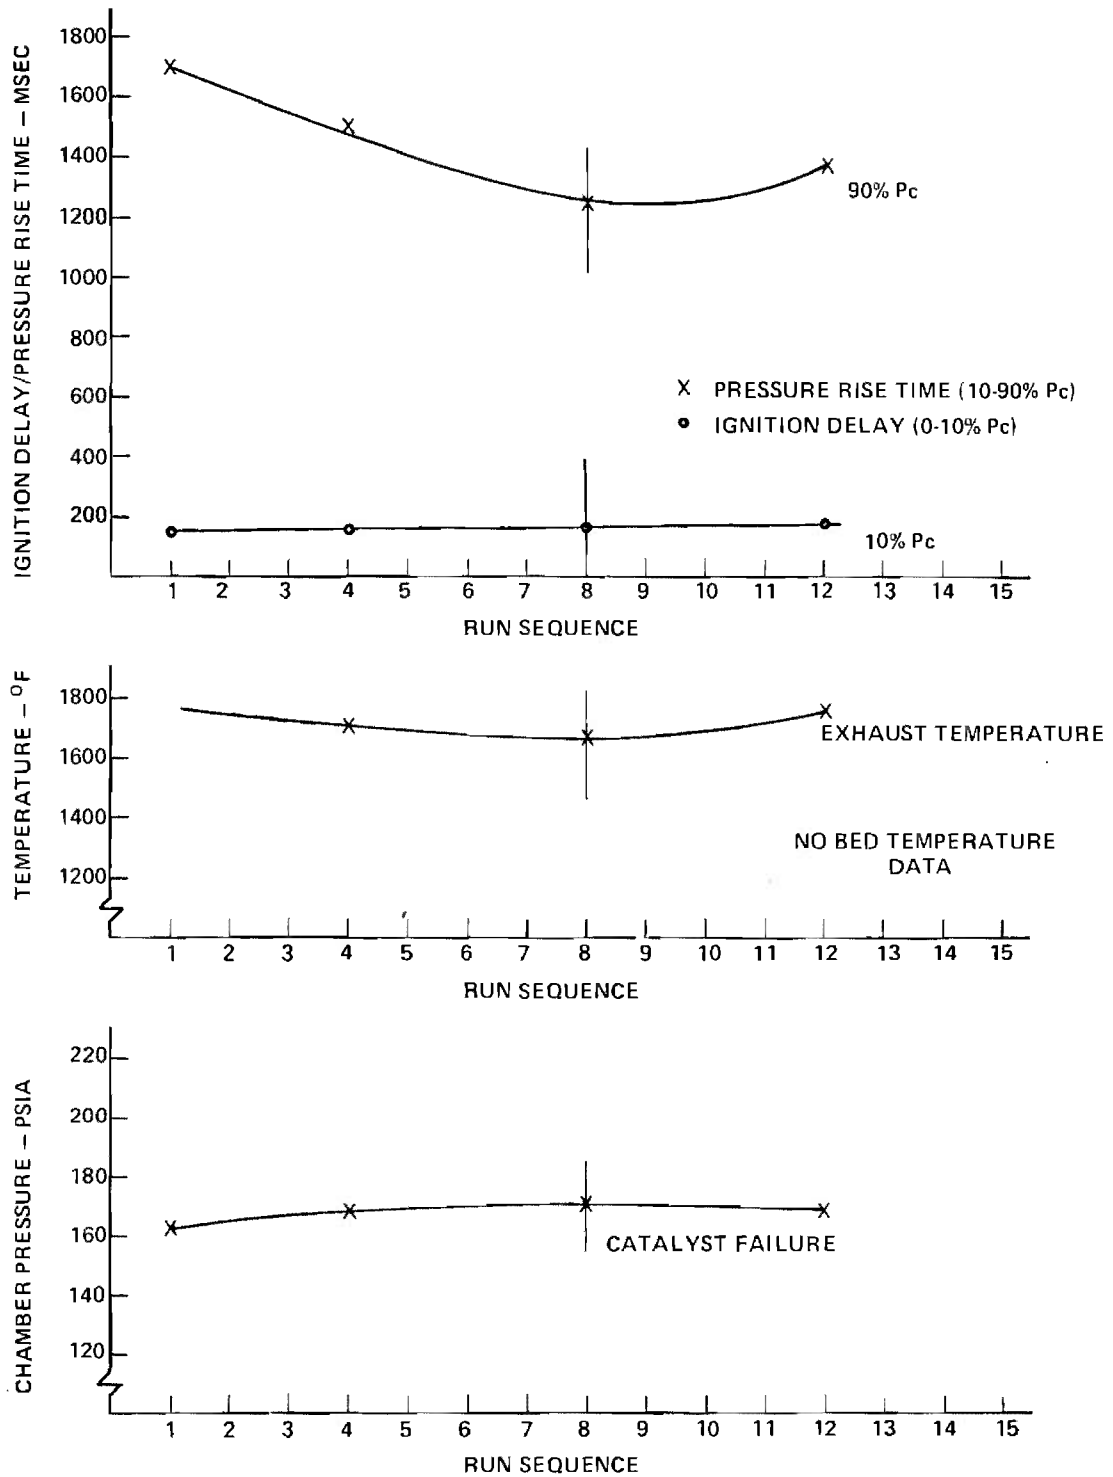 IGNITION DELAY/PRESSURE RISE TIME – MSEC
1800
1600
1400
1200
1000
800
600
400
200
90% Pc
X PRESSURE RISE TIME (10-90% Pc)
o IGNITION DELAY (0-10% Pc)
10% Pc
1 2 3 4 5 6 7 8 9 10 11 12 13 14 15
RUN SEQUENCE
TEMPERATURE – °F
1800
1600
1400
1200
EXHAUST TEMPERATURE
NO BED TEMPERATURE
DATA
1 2 3 4 5 6 7 8 9 10 11 12 13 14 15
RUN SEQUENCE
CHAMBER PRESSURE – PSIA
220
200
180
160
140
120
CATALYST FAILURE
1 2 3 4 5 6 7 8 9 10 11 12 13 14 15
RUN SEQUENCE